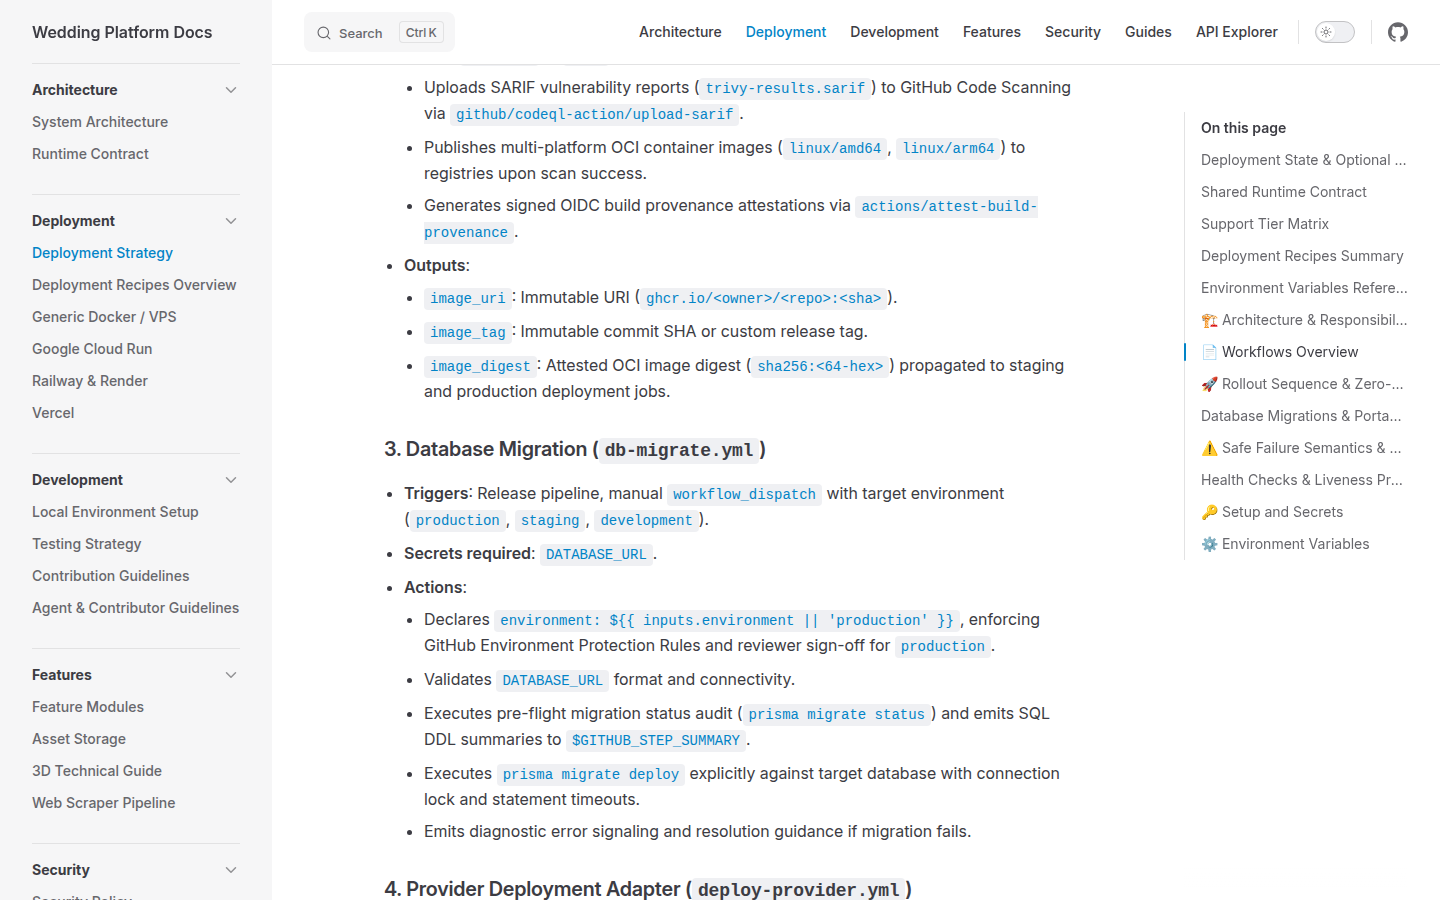 Wedding Platform Docs
Search Ctrl K
Architecture Deployment Development Features Security Guides API Explorer
Architecture
System Architecture
Runtime Contract
Deployment
Deployment Strategy
Deployment Recipes Overview
Generic Docker / VPS
Google Cloud Run
Railway & Render
Vercel
Development
Local Environment Setup
Testing Strategy
Contribution Guidelines
Agent & Contributor Guidelines
Features
Feature Modules
Asset Storage
3D Technical Guide
Web Scraper Pipeline
Security
Security Policy
• Uploads SARIF vulnerability reports ( trivy-results.sarif ) to GitHub Code Scanning
via github/codeql-action/upload-sarif .
• Publishes multi-platform OCI container images ( linux/amd64 , linux/arm64 ) to
registries upon scan success.
• Generates signed OIDC build provenance attestations via actions/attest-build-
provenance .
• Outputs:
• image_uri : Immutable URI ( ghcr.io/<owner>/<repo>:<sha> ).
• image_tag : Immutable commit SHA or custom release tag.
• image_digest : Attested OCI image digest ( sha256:<64-hex> ) propagated to staging
and production deployment jobs.
3. Database Migration ( db-migrate.yml )
• Triggers: Release pipeline, manual workflow_dispatch with target environment
( production , staging , development ).
• Secrets required: DATABASE_URL .
• Actions:
• Declares environment: ${{ inputs.environment || 'production' }} , enforcing
GitHub Environment Protection Rules and reviewer sign-off for production .
• Validates DATABASE_URL format and connectivity.
• Executes pre-flight migration status audit ( prisma migrate status ) and emits SQL
DDL summaries to $GITHUB_STEP_SUMMARY .
• Executes prisma migrate deploy explicitly against target database with connection
lock and statement timeouts.
• Emits diagnostic error signaling and resolution guidance if migration fails.
4. Provider Deployment Adapter ( deploy-provider.yml )
On this page
Deployment State & Optional ...
Shared Runtime Contract
Support Tier Matrix
Deployment Recipes Summary
Environment Variables Refere...
🏗️ Architecture & Responsibil...
📄 Workflows Overview
🚀 Rollout Sequence & Zero-...
Database Migrations & Porta...
⚠️ Safe Failure Semantics & ...
Health Checks & Liveness Pr...
🔑 Setup and Secrets
⚙️ Environment Variables